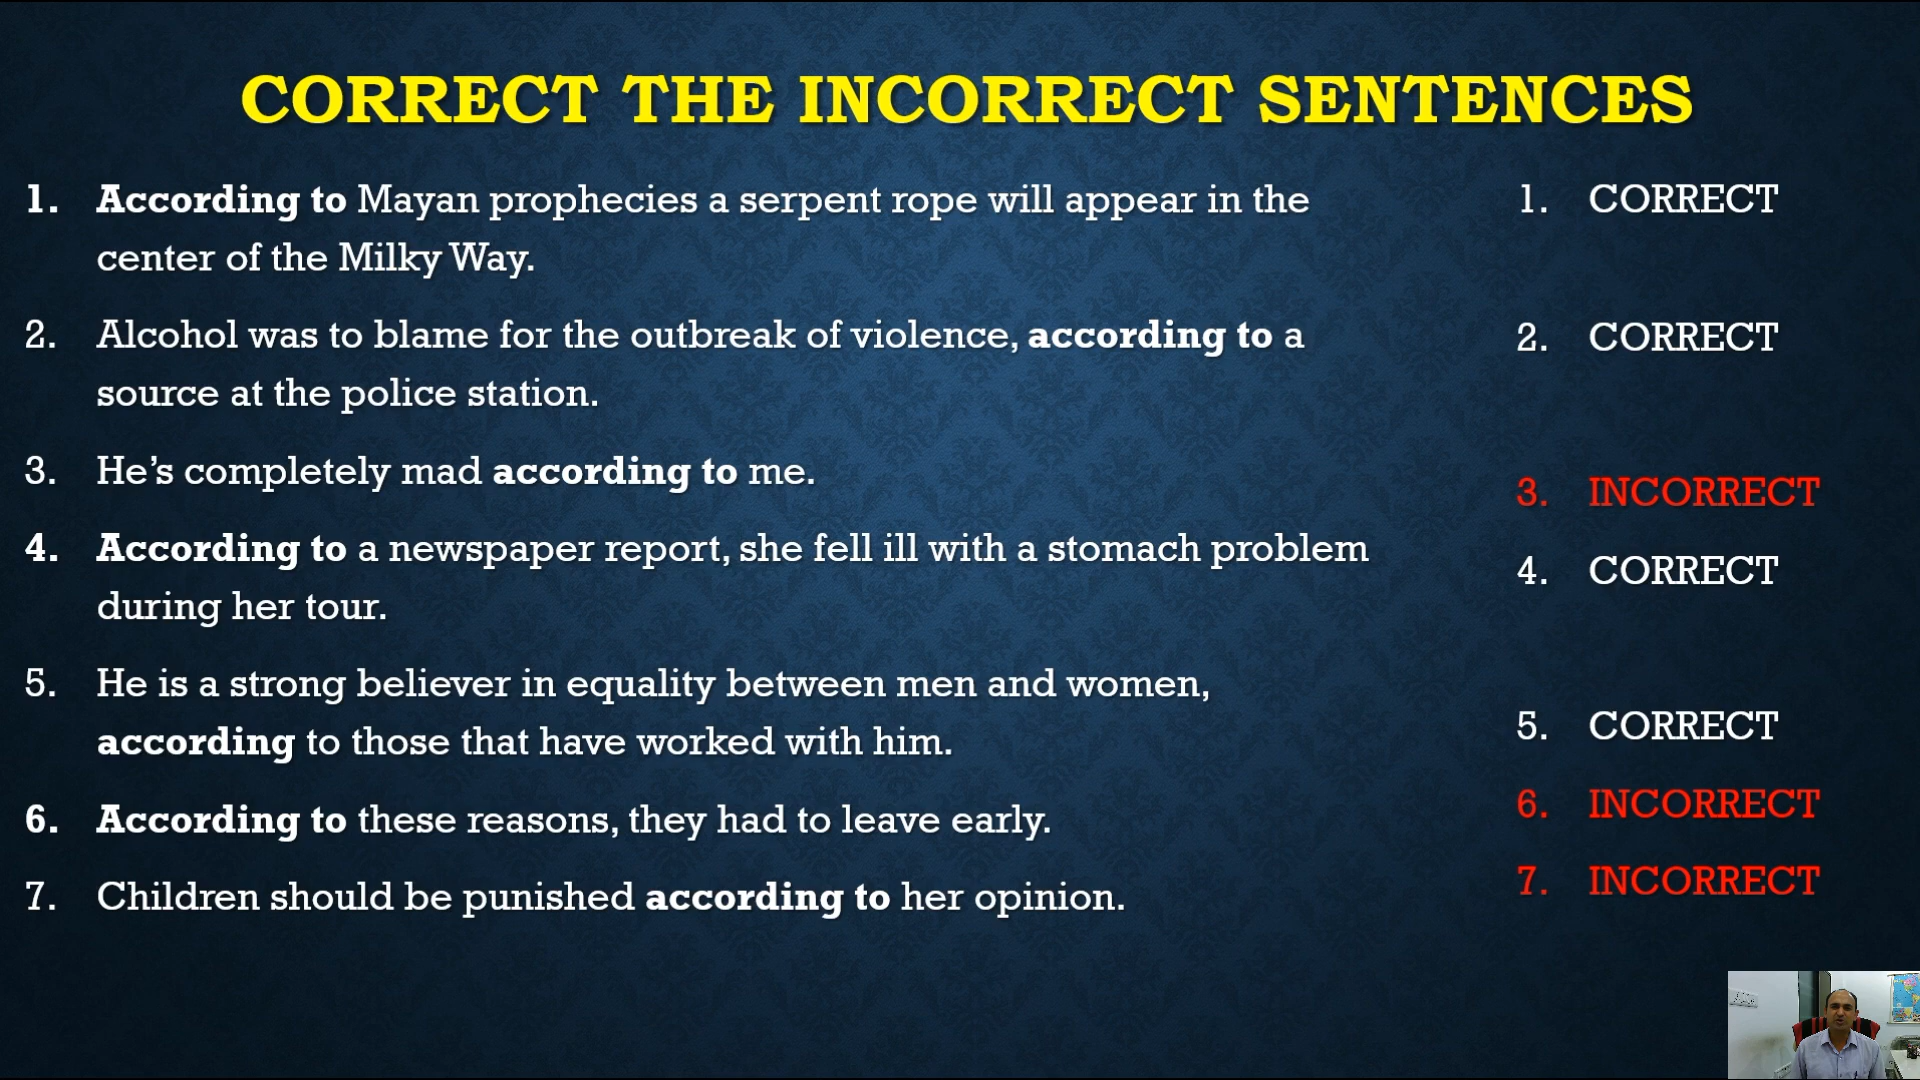 CORRECT THE INCORRECT SENTENCES
1. According to Mayan prophecies a serpent rope will appear in the
center of the Milky Way.
2. Alcohol was to blame for the outbreak of violence, according to a
source at the police station.
3. He’s completely mad according to me.
4. According to a newspaper report, she fell ill with a stomach problem
during her tour.
5. He is a strong believer in equality between men and women,
according to those that have worked with him.
6. According to these reasons, they had to leave early.
7. Children should be punished according to her opinion.
1. CORRECT
2. CORRECT
3. INCORRECT
4. CORRECT
5. CORRECT
6. INCORRECT
7. INCORRECT